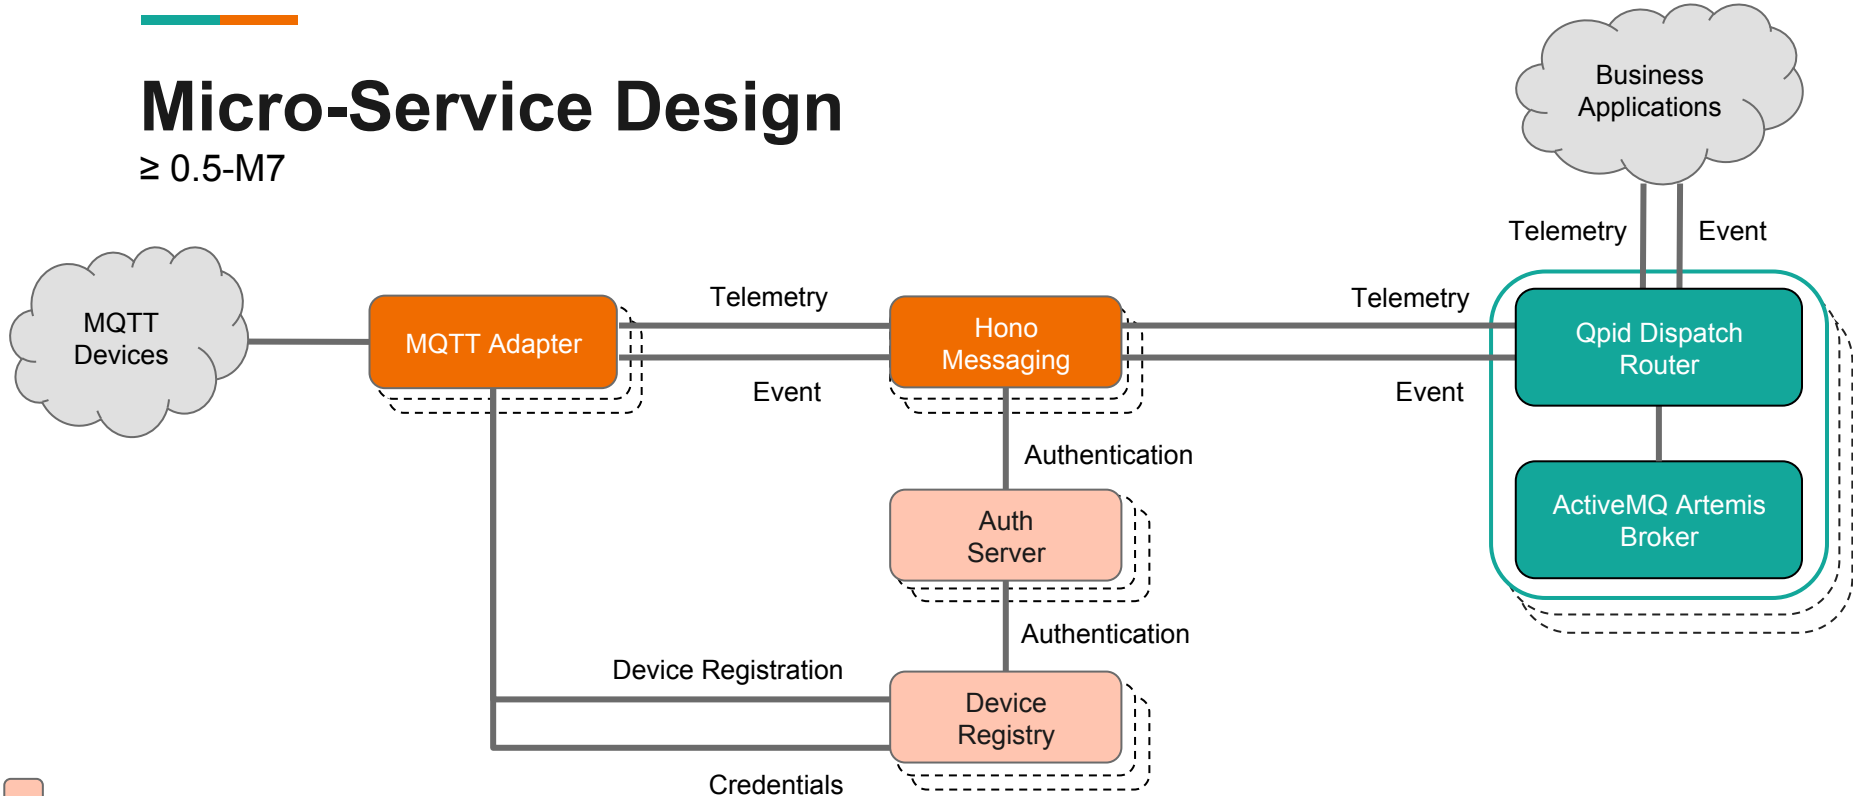 Micro-Service Design
≥ 0.5-M7
Business
Applications
Telemetry
Event
MQTT
Devices
MQTT Adapter
Telemetry
Event
Hono
Messaging
Telemetry
Event
Qpid Dispatch
Router
ActiveMQ Artemis
Broker
Authentication
Auth
Server
Authentication
Device Registration
Device
Registry
Credentials